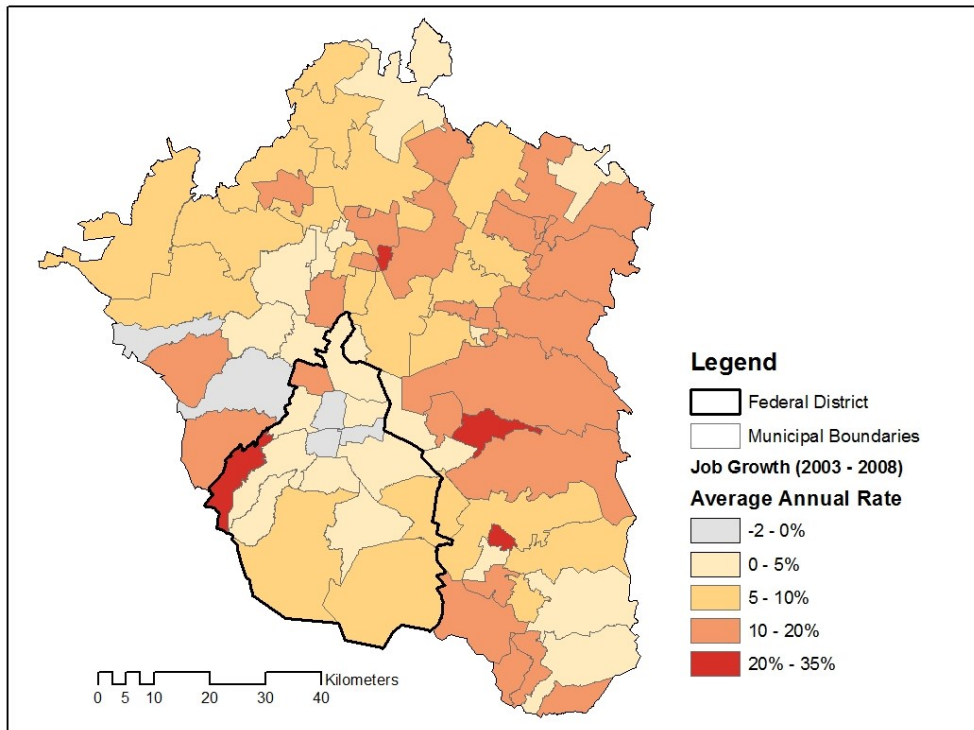 Legend
Federal District
Municipal Boundaries
Job Growth (2003 - 2008)
Average Annual Rate
-2 - 0%
0 - 5%
5 - 10%
10 - 20%
20% - 35%
Kilometers
0 5 10 20 30 40